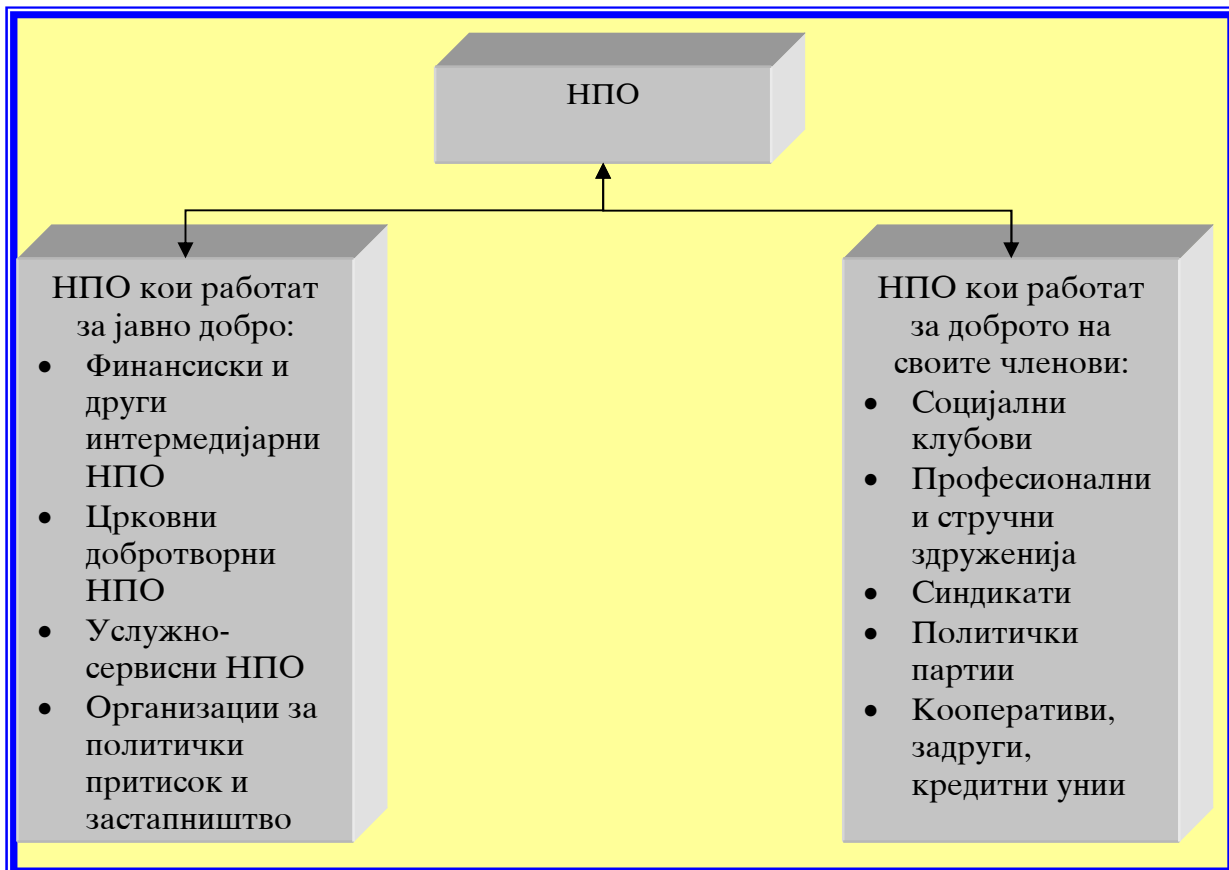 НПО
НПО кои работат
за јавно добро:
• Финансиски и
други
интермедијарни
НПО
• Црковни
добротворни
НПО
• Услужно-
сервисни НПО
• Организации за
политички
притисок и
застапништво
НПО кои работат
за доброто на
своите членови:
• Социјални
клубови
• Професионални
и стручни
здруженија
• Синдикати
• Политички
партии
• Кооперативи,
задруги,
кредитни унии